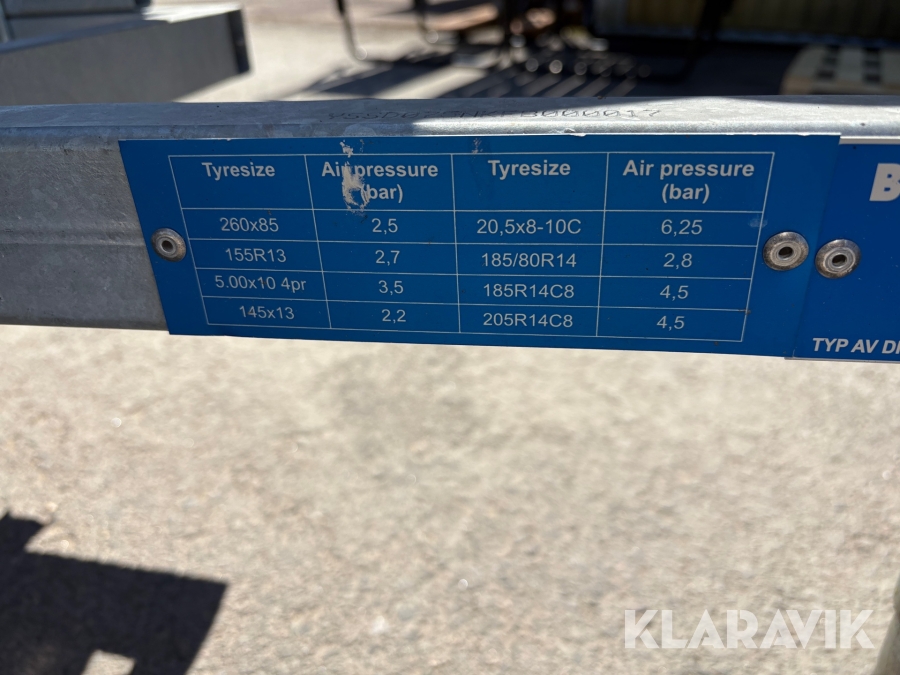 Tyresize Air pressure (bar) Tyresize Air pressure (bar)
260x85 2,5 20,5x8-10C 6,25
155R13 2,7 185/80R14 2,8
5.00x10 4pr 3,5 185R14C8 4,5
145x13 2,2 205R14C8 4,5
TYP AV
KLARAVIK